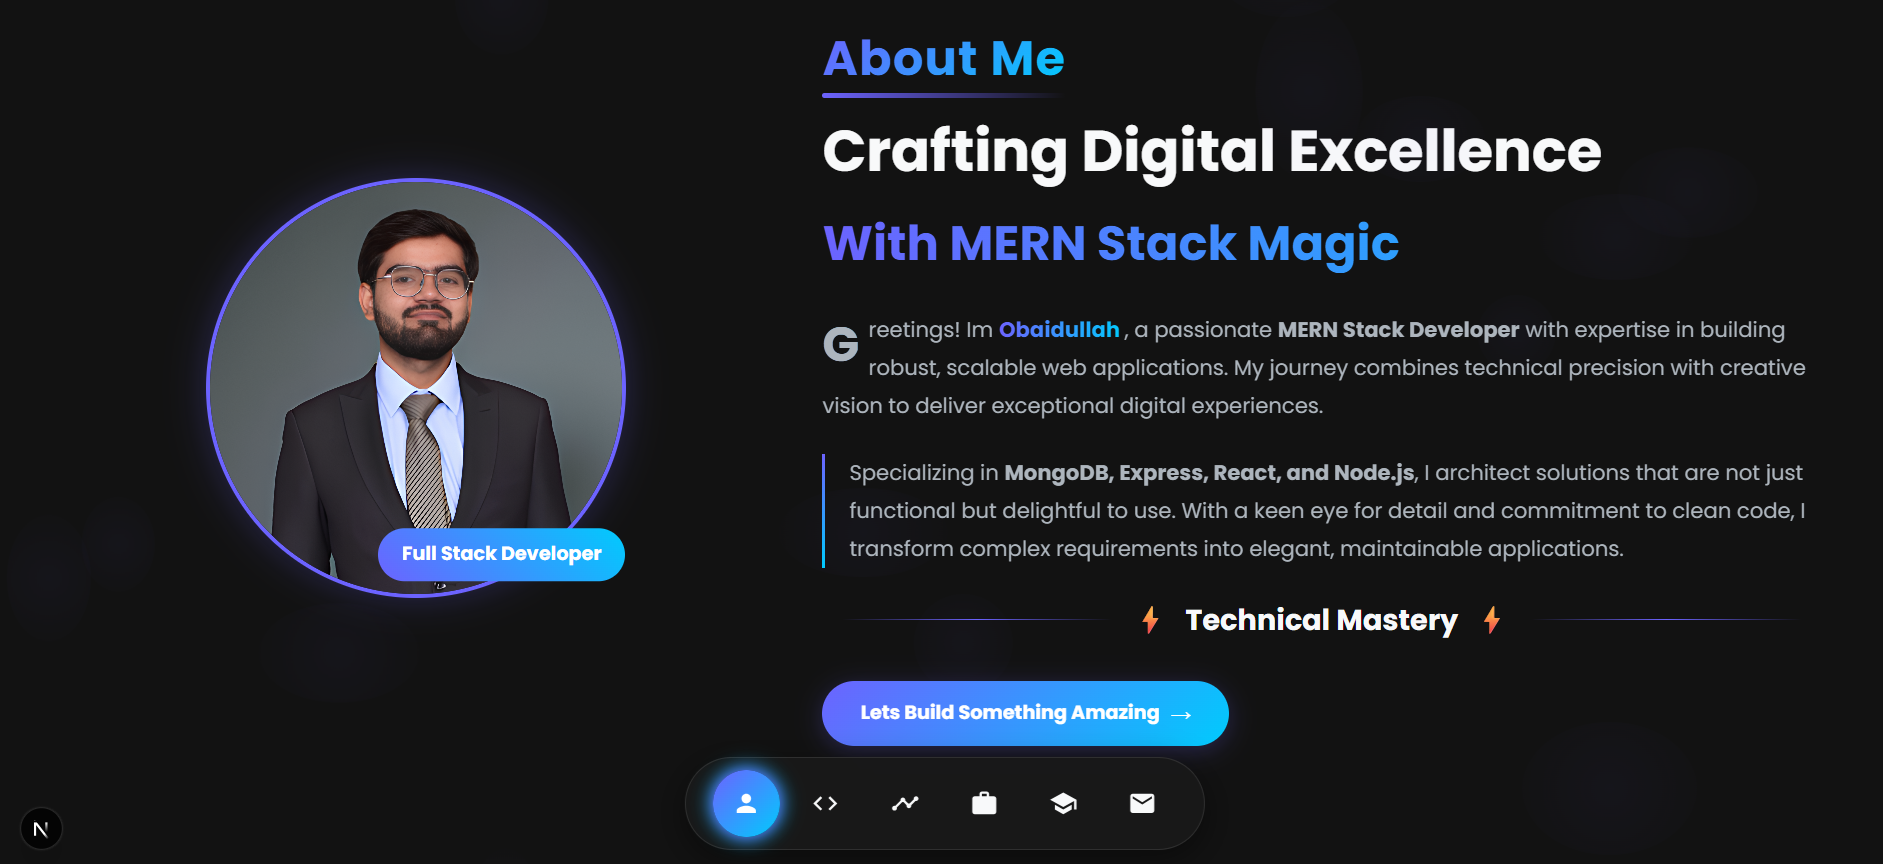 About Me
Crafting Digital Excellence
With MERN Stack Magic
Greetings! Im Obaidullah , a passionate MERN Stack Developer with expertise in building
robust, scalable web applications. My journey combines technical precision with creative
vision to deliver exceptional digital experiences.
Specializing in MongoDB, Express, React, and Node.js, I architect solutions that are not just
functional but delightful to use. With a keen eye for detail and commitment to clean code, I
transform complex requirements into elegant, maintainable applications.
Full Stack Developer
Technical Mastery
Lets Build Something Amazing →
N